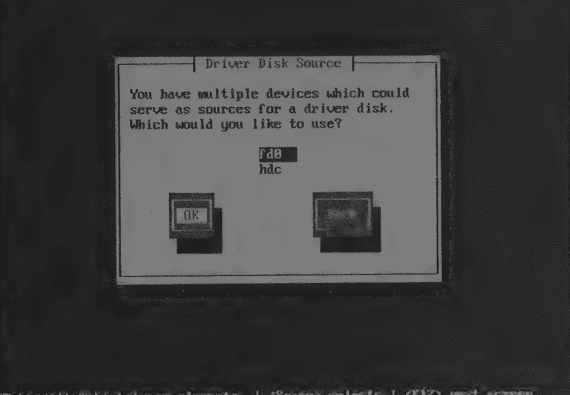 Driver Disk Source
You have multiple devices which could
serve as sources for a driver disk.
Which would you like to use?
fd0
hdc
OK